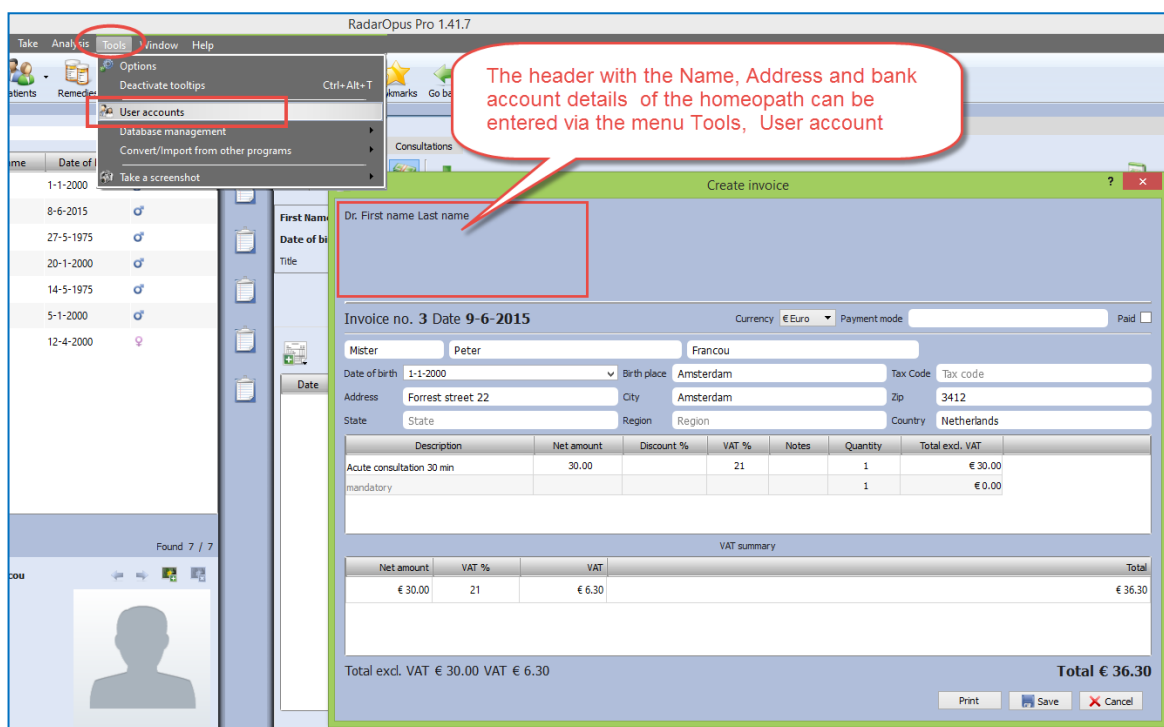 RadarOpus Pro 1.41.7
Take Analysis Tools Window Help
Options
Deactivate tooltips Ctrl+Alt+T
User accounts
Database management
Convert/Import from other programs
Take a screenshot
atients Remedies kmarks Go ba
The header with the Name, Address and bank
account details of the homeopath can be
entered via the menu Tools, User account
Consultations
ame Date of
1-1-2000
8-6-2015
27-5-1975
20-1-2000
14-5-1975
5-1-2000
12-4-2000
Found 7 / 7
cou
First Name
Date of bi
Title
Date
Create invoice ?
Dr. First name Last name
Invoice no. 3 Date 9-6-2015 Currency € Euro Payment mode Paid
Mister Peter Francou
Date of birth 1-1-2000 Birth place Amsterdam Tax Code Tax code
Address Forrest street 22 City Amsterdam Zip 3412
State State Region Region Country Netherlands
Description Net amount Discount % VAT % Notes Quantity Total excl. VAT
Acute consultation 30 min 30.00 21 1 € 30.00
mandatory 1 € 0.00
VAT summary
Net amount VAT % VAT Total
€ 30.00 21 € 6.30 € 36.30
Total excl. VAT € 30.00 VAT € 6.30 Total € 36.30
Print Save Cancel